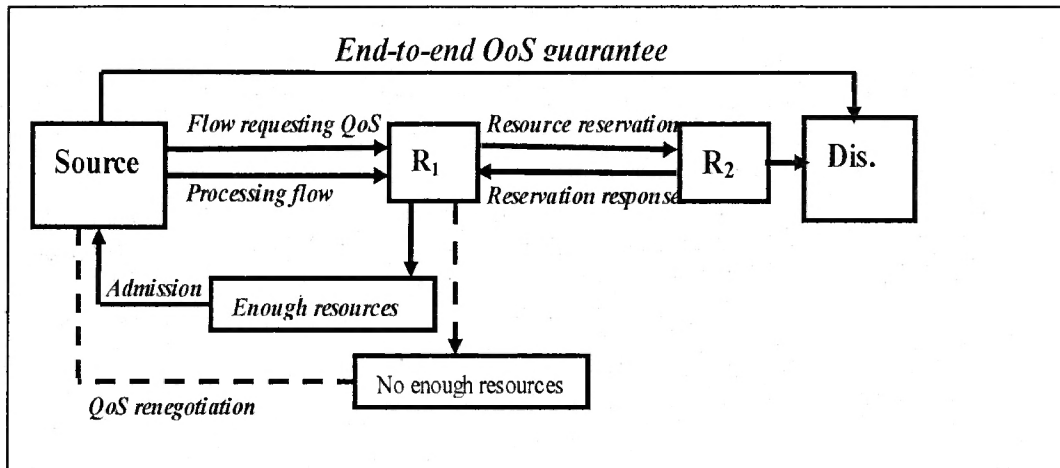 End-to-end QoS guarantee
Flow requesting QoS
Resource reservation
Source
R1
R2
Dis.
Processing flow
Reservation response
Admission
Enough resources
No enough resources
QoS renegotiation